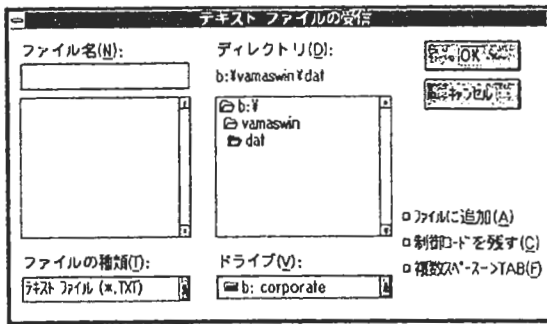 テキスト ファイルの受信
ファイル名(N):
ディレクトリ(D):
b:¥vamaswin¥dat
OK
キャンセル
b:¥
vamaswin
dat
ファイルに追加(A)
制御コードを残す(C)
複数スペース->TAB(F)
ファイルの種類(T):
ドライブ(V):
テキスト ファイル (*.TXT)
b: corporate